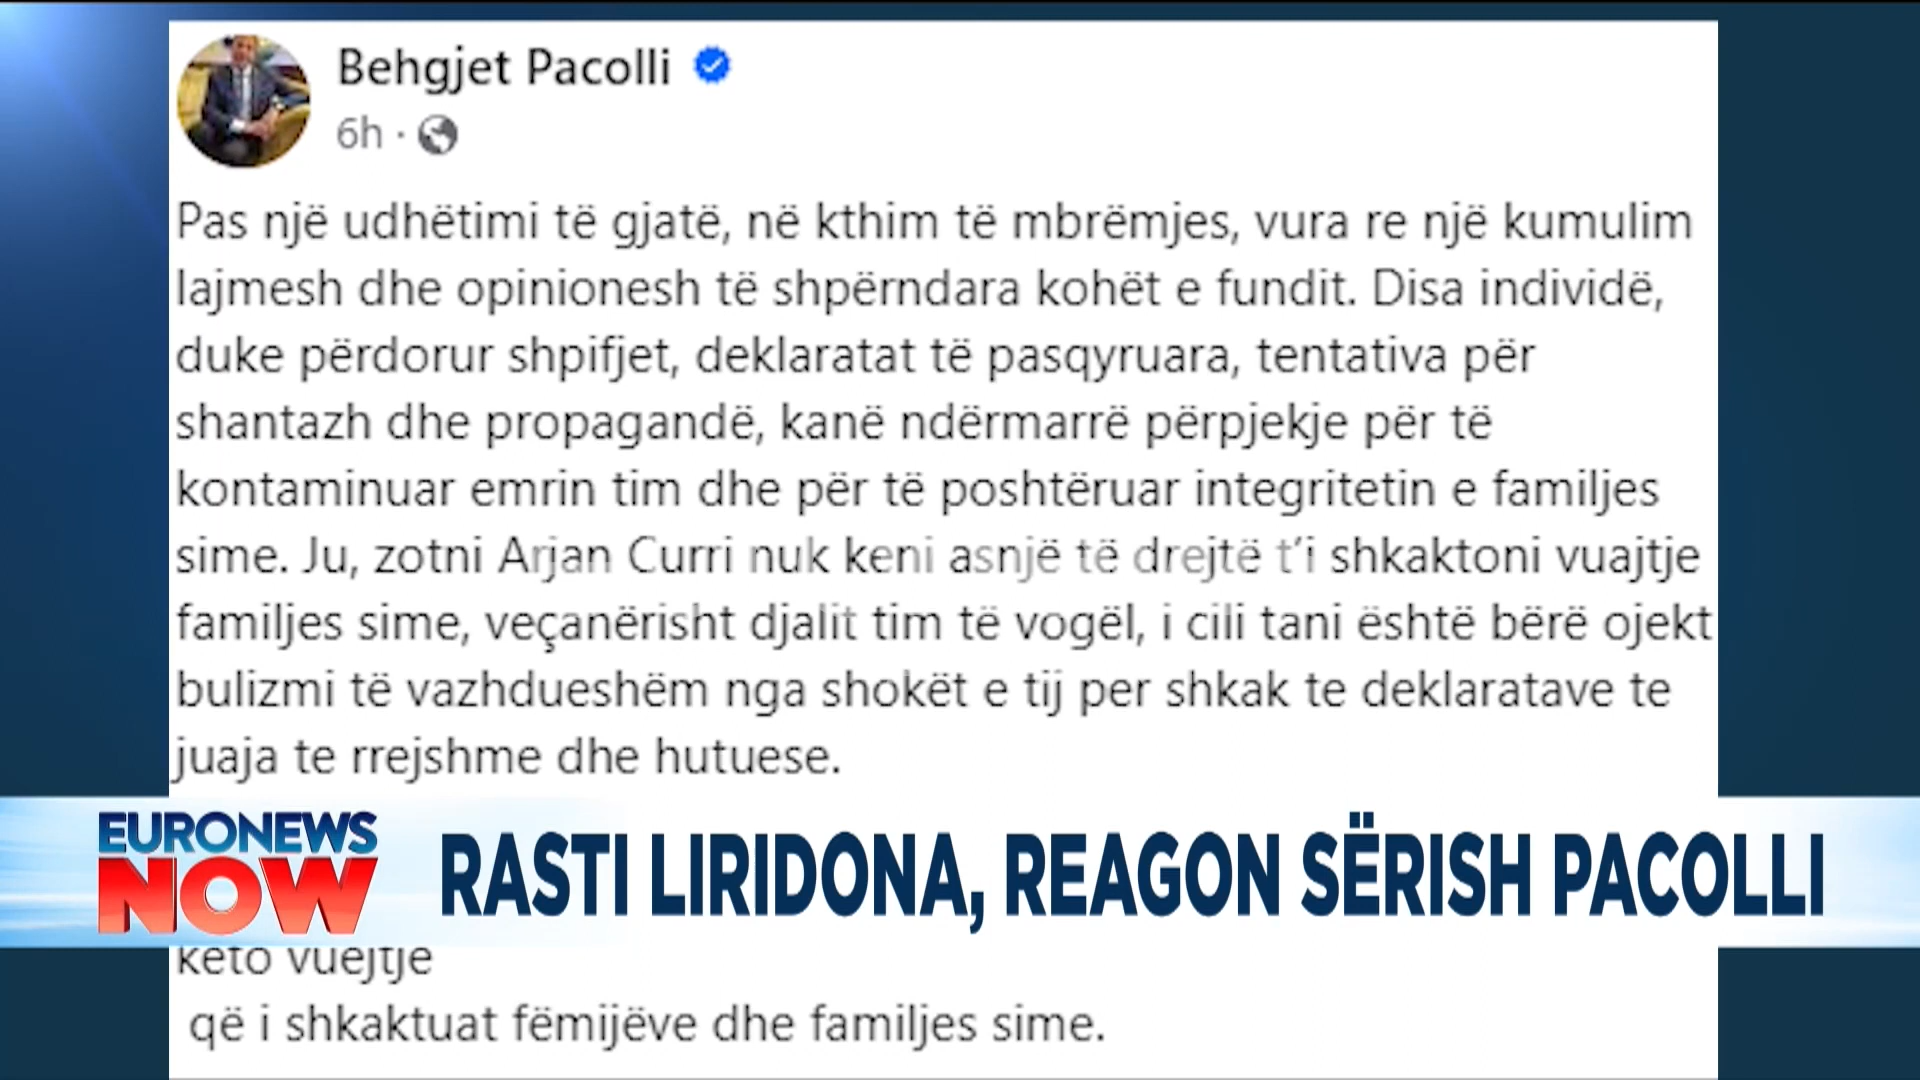 Behgjet Pacolli
6h ·
Pas një udhëtimi të gjatë, në kthim të mbrëmjes, vura re një kumulim
lajmesh dhe opinionesh të shpërndara kohët e fundit. Disa individë,
duke përdorur shpifjet, deklaratat të pasqyruara, tentativa për
shantazh dhe propagandë, kanë ndërmarrë përpjekje për të
kontaminuar emrin tim dhe për të poshtëruar integritetin e familjes
sime. Ju, zotni Arjan Curri nuk keni asnjë të drejtë t'i shkaktoni vuajtje
familjes sime, veçanërisht djalit tim të vogël, i cili tani është bërë ojekt
bulizmi të vazhdueshëm nga shokët e tij per shkak te deklaratave te
juaja te rrejshme dhe hutuese.
EURONEWS
NOW
RASTI LIRIDONA, REAGON SËRISH PACOLLI
këto vuejtje
që i shkaktuat fëmijëve dhe familjes sime.